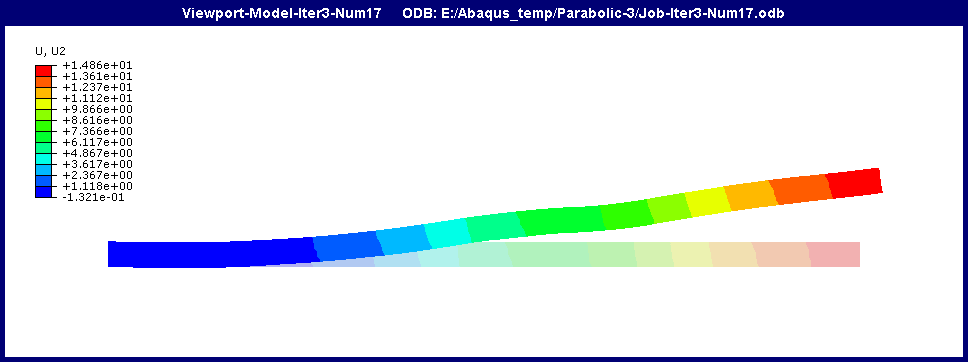 Viewport-Model-Iter3-Num17 ODB: E:/Abaqus_temp/Parabolic-3/Job-Iter3-Num17.odb
U, U2
+1.486e+01
+1.361e+01
+1.237e+01
+1.112e+01
+9.866e+00
+8.616e+00
+7.366e+00
+6.117e+00
+4.867e+00
+3.617e+00
+2.367e+00
+1.118e+00
-1.321e-01